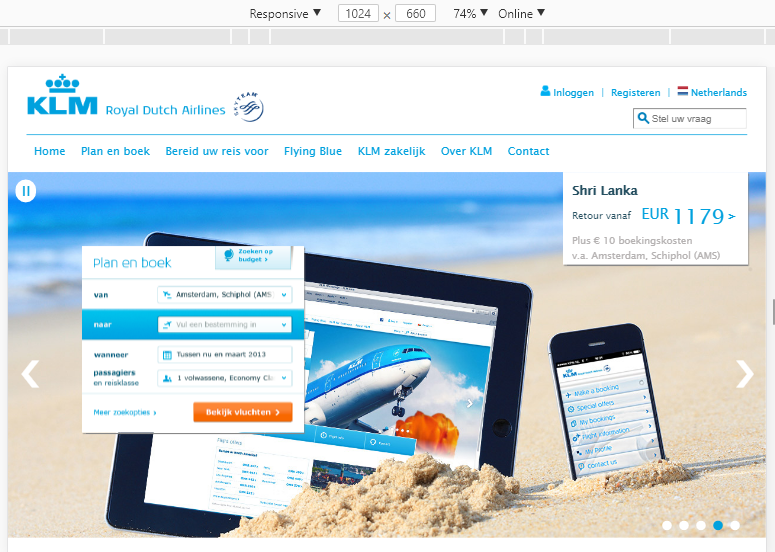 Responsive ▼ 1024 × 660 74% ▼ Online ▼
KLM Royal Dutch Airlines SKYTEAM
Inloggen | Registeren | Netherlands
Stel uw vraag
Home Plan en boek Bereid uw reis voor Flying Blue KLM zakelijk Over KLM Contact
Shri Lanka
Retour vanaf EUR 1179 >
Plus € 10 boekingskosten
v.a. Amsterdam, Schiphol (AMS)
Plan en boek
Zoeken op
budget ›
van Amsterdam, Schiphol (AMS
naar Vul een bestemming in
wanneer Tussen nu en maart 2013
passagiers
en reisklasse
1 volwassene, Economy Cla
Meer zoekopties ›
Bekijk vluchten ›
KLM
Make a booking
Special offers
My bookings
Flight information
My Profile
Contact us
KLM